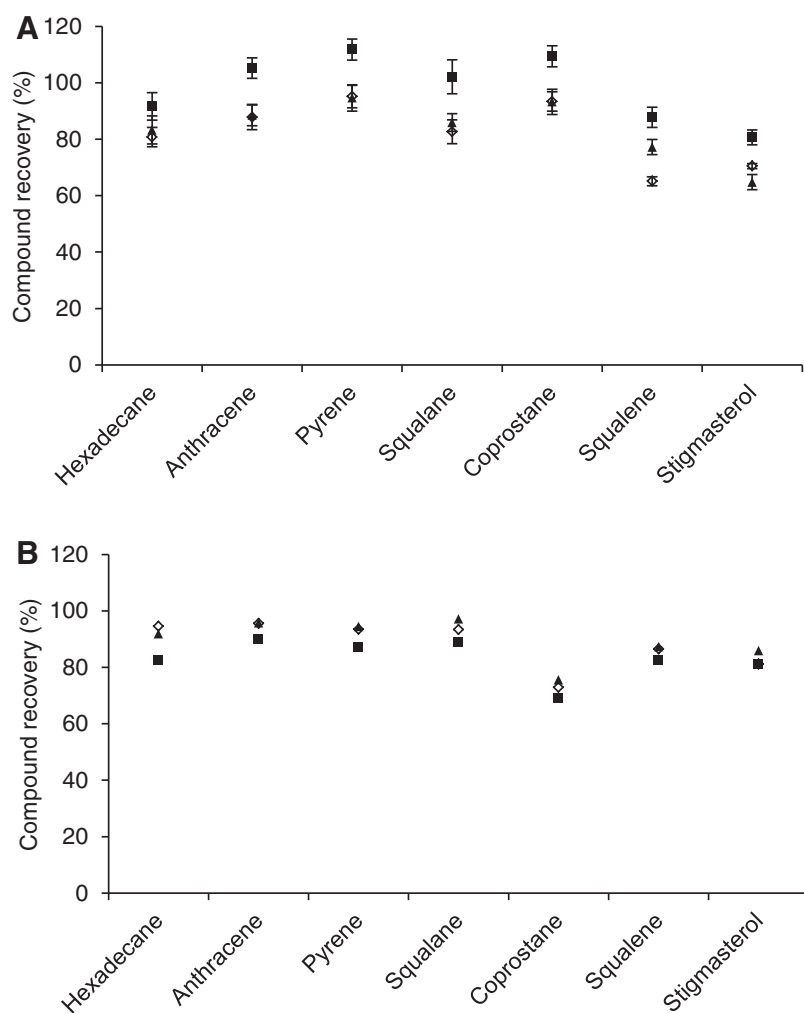 A
120
100
80
60
40
20
0
Compound recovery (%)
Hexadecane
Anthracene
Pyrene
Squalane
Coprostane
Squalene
Stigmasterol
B
120
100
80
60
40
20
0
Compound recovery (%)
Hexadecane
Anthracene
Pyrene
Squalane
Coprostane
Squalene
Stigmasterol